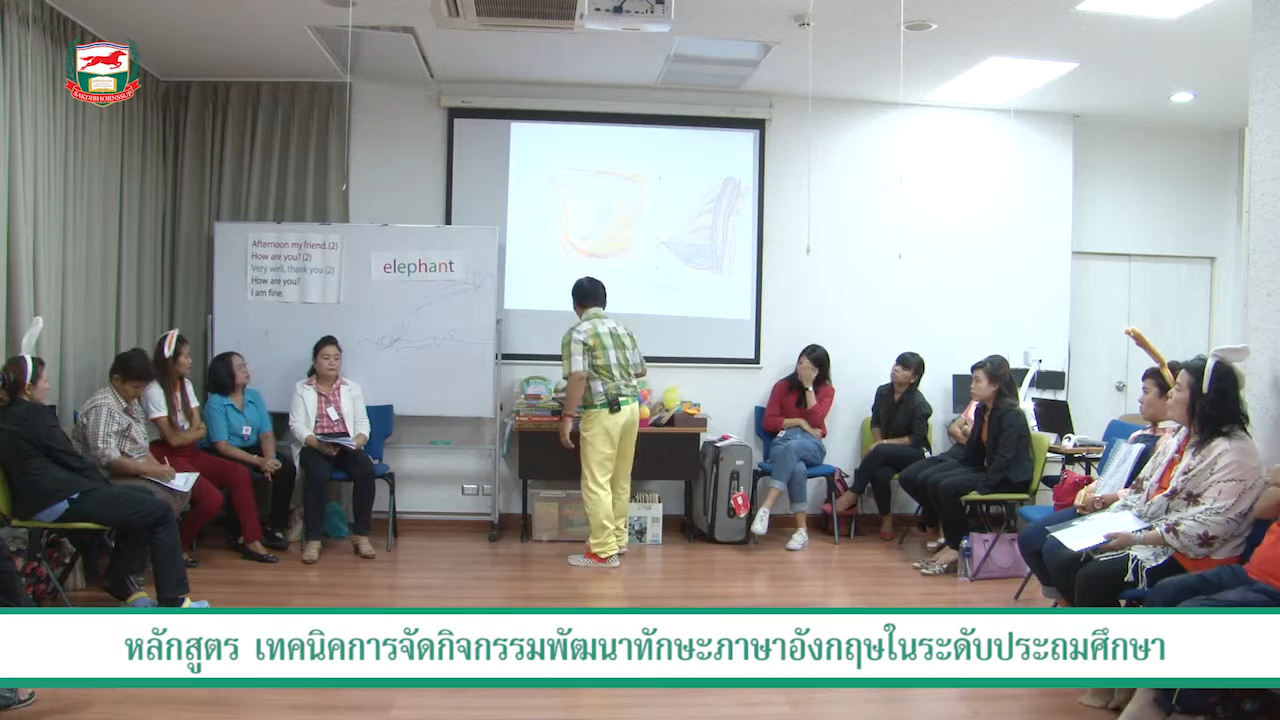 SAKDIBHORNSSUP
Afternoon my friend. (2)
How are you? (2)
Very well, thank you (2)
How are you?
I am fine.
elephant
หลักสูตร เทคนิคการจัดกิจกรรมพัฒนาทักษะภาษาอังกฤษในระดับประถมศึกษา